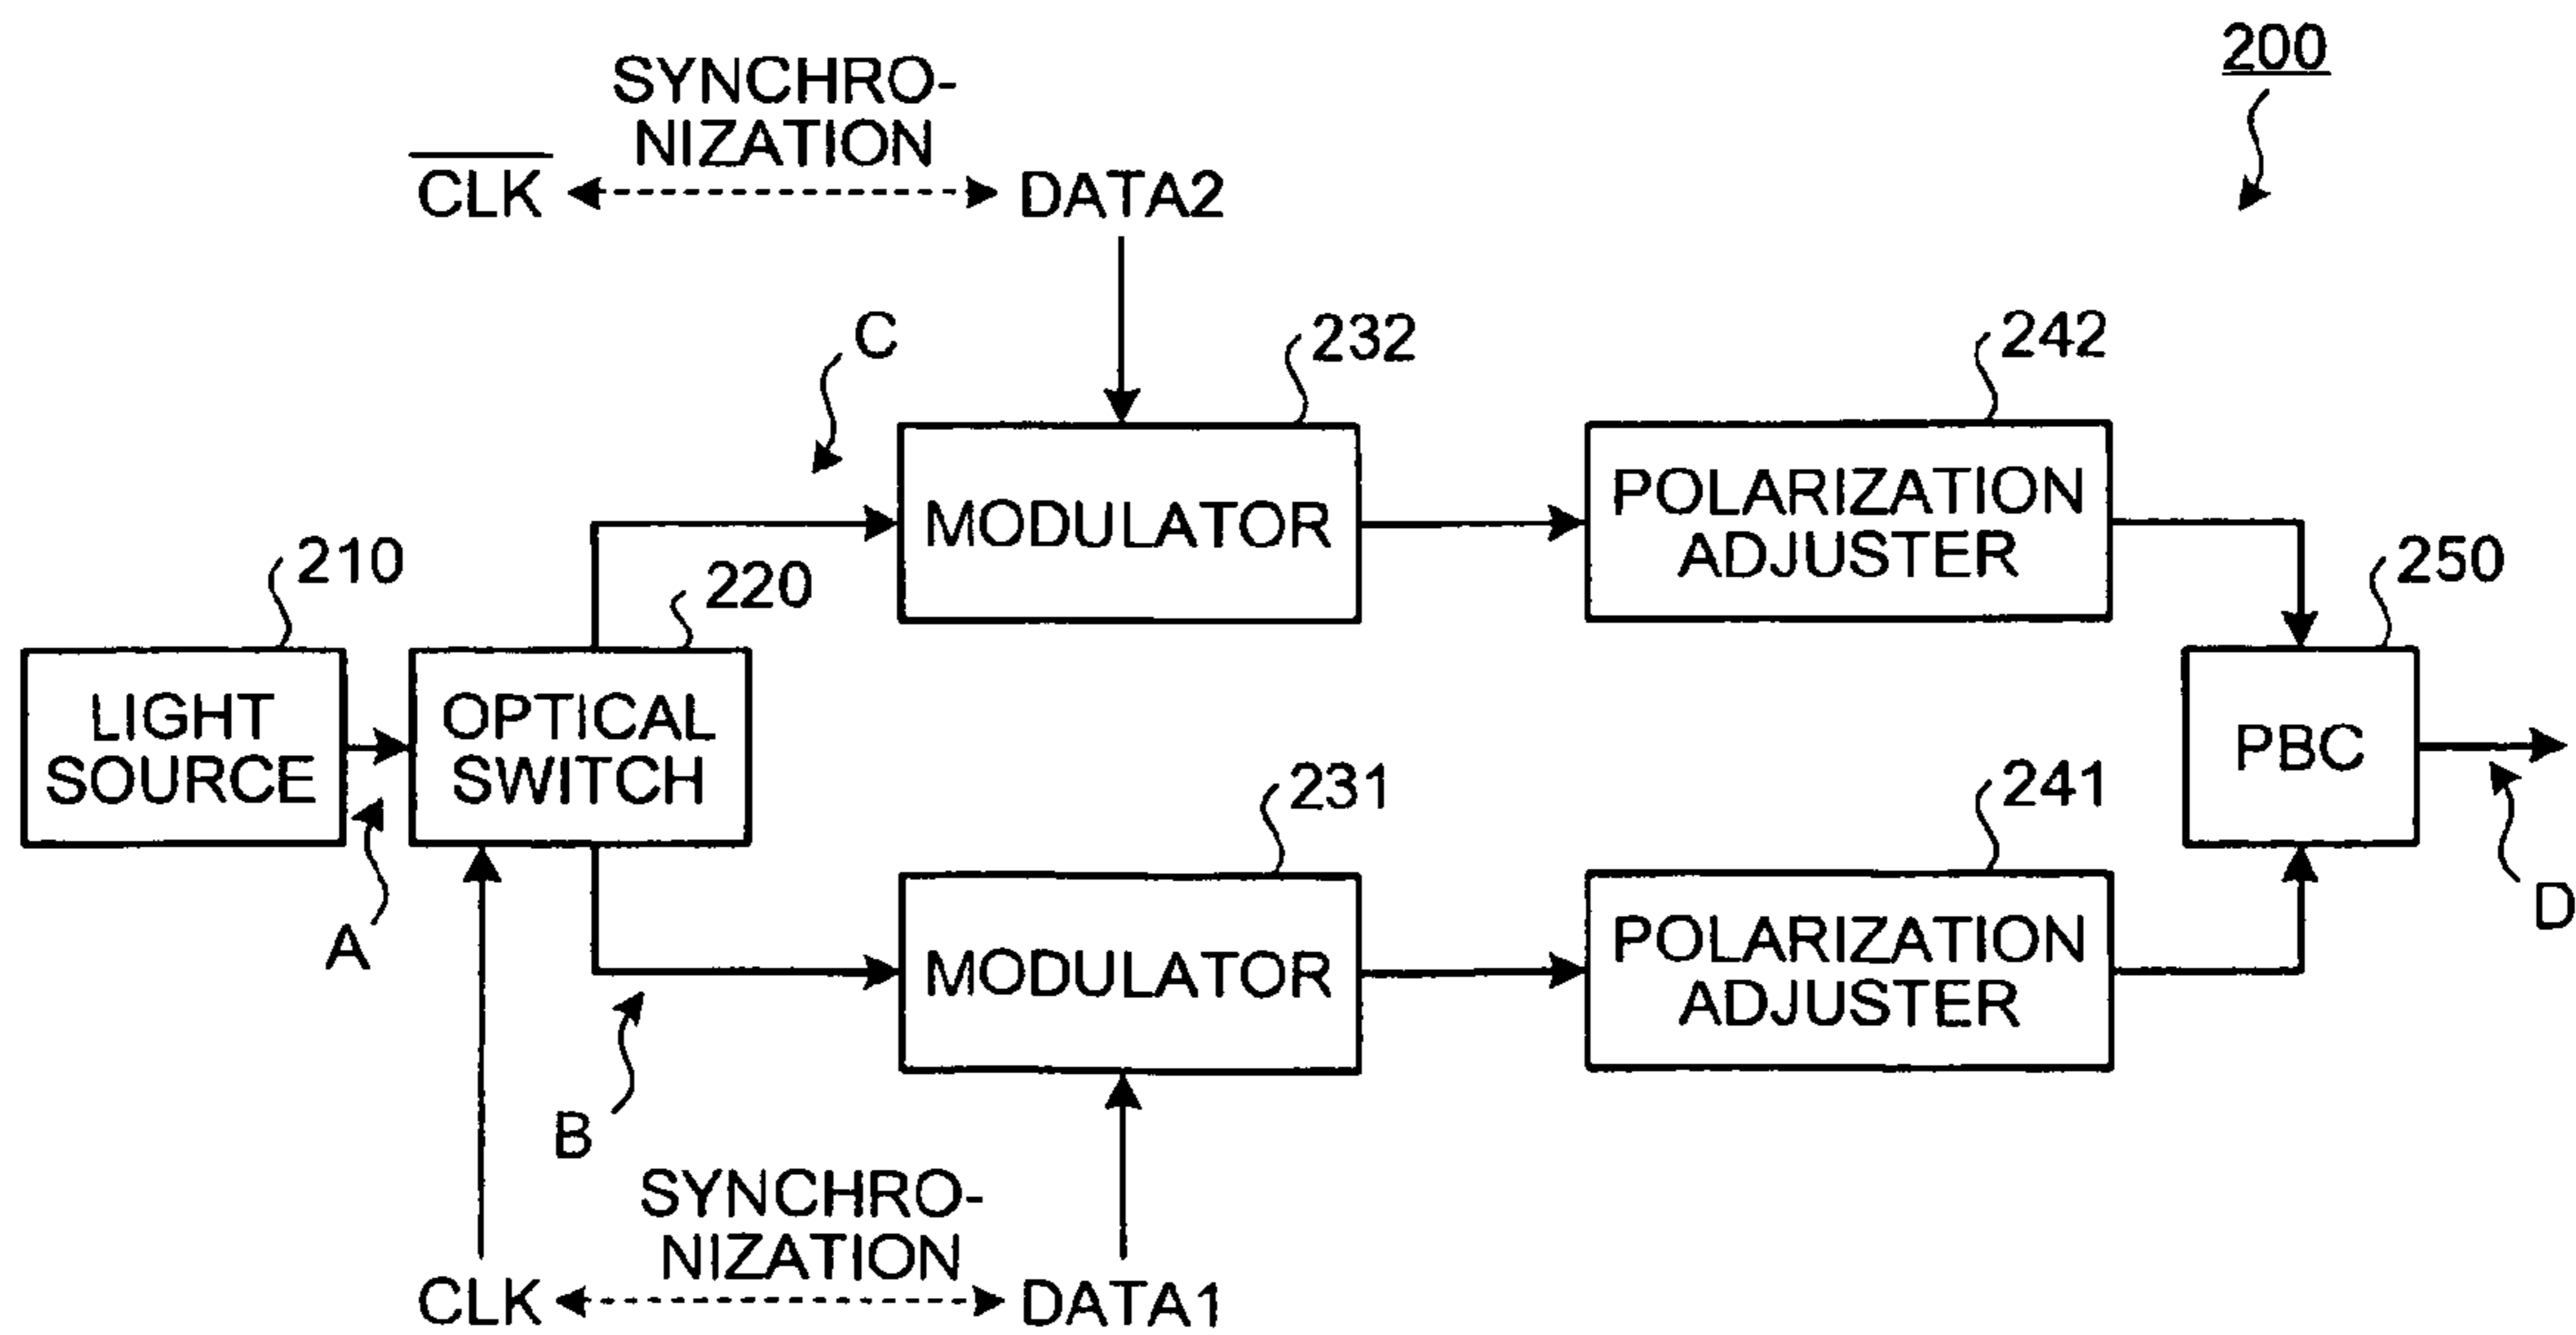 200
SYNCHRO-
NIZATION
CLK DATA2
C
232
242
MODULATOR
POLARIZATION
ADJUSTER
210
220
250
LIGHT
SOURCE
OPTICAL
SWITCH
PBC
231
241
A
D
MODULATOR
POLARIZATION
ADJUSTER
B
SYNCHRO-
NIZATION
CLK DATA1